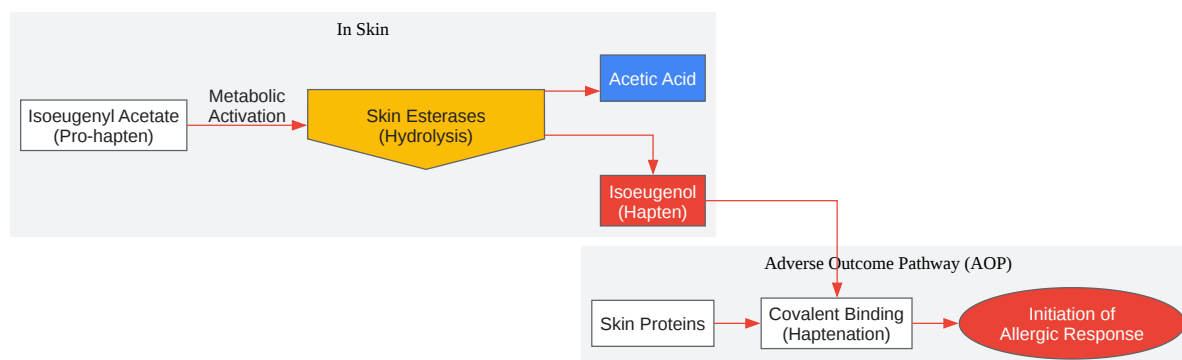 In Skin
Isoeugenyl Acetate
(Pro-hapten)
Metabolic
Activation
Skin Esterases
(Hydrolysis)
Acetic Acid
Isoeugenol
(Hapten)
Adverse Outcome Pathway (AOP)
Skin Proteins
Covalent Binding
(Haptenation)
Initiation of
Allergic Response